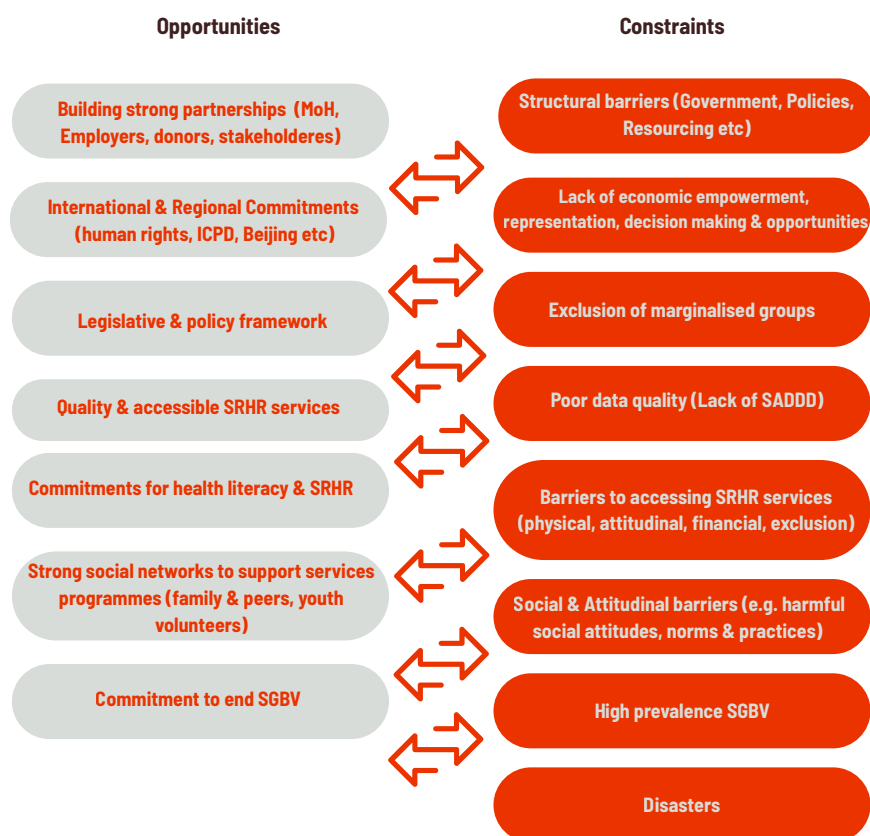 Opportunities
Building strong partnerships (MoH,
Employers, donors, stakeholderes)
International & Regional Commitments
(human rights, ICPD, Beijing etc)
Legislative & policy framework
Quality & accessible SRHR services
Commitments for health literacy & SRHR
Strong social networks to support services
programmes (family & peers, youth
volunteers)
Commitment to end SGBV
Constraints
Structural barriers (Government, Policies,
Resourcing etc)
Lack of economic empowerment,
representation, decision making & opportunities
Exclusion of marginalised groups
Poor data quality (Lack of SADDD)
Barriers to accessing SRHR services
(physical, attitudinal, financial, exclusion)
Social & Attitudinal barriers (e.g. harmful
social attitudes, norms & practices)
High prevalence SGBV
Disasters